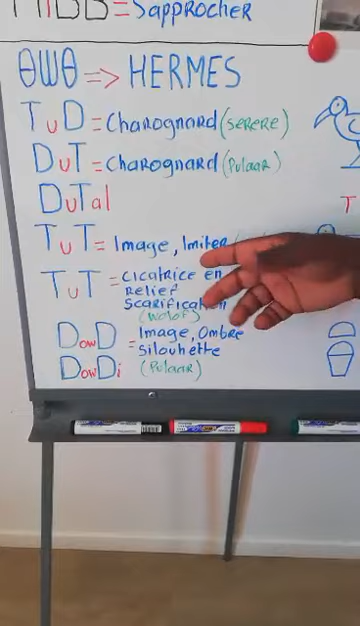 = Sapprocher
θWθ => HERMES
TuD = Charognard (SERERE)
DuT = Charognard (Pulaar)
DuTal
T
TuT = Image, Imiter
TuT = Cicatrice en
relief
Scarification
(wolof)
DowD = Image, Ombre
Silouhette
DowDi (Pulaar)